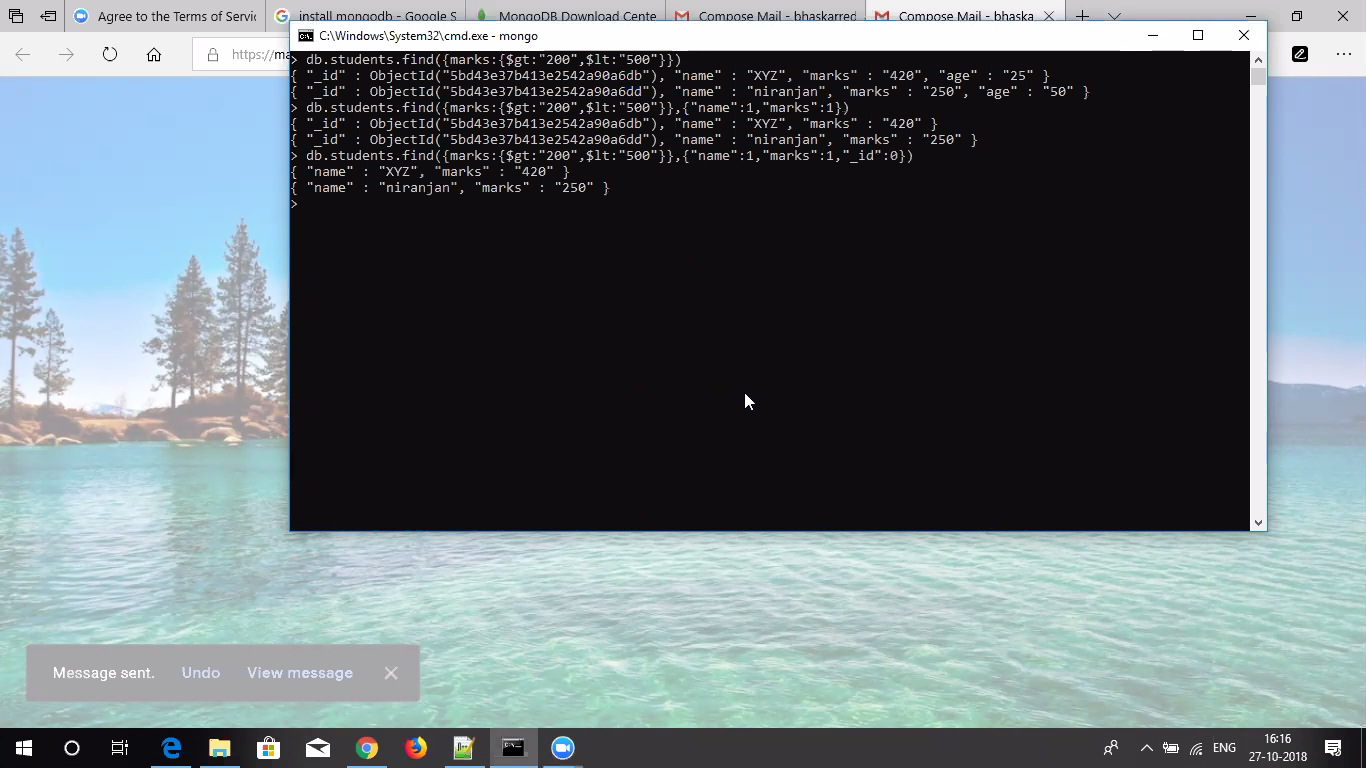 Agree to the Terms of Servic
install mongodb - Google S
MongoDB Download Cente
Compose Mail - bhaskarred
Compose Mail - bhaska
https://ma
C:\Windows\System32\cmd.exe - mongo
> db.students.find({marks:{$gt:"200",$lt:"500"}})
{ "_id" : ObjectId("5bd43e37b413e2542a90a6db"), "name" : "XYZ", "marks" : "420", "age" : "25" }
{ "_id" : ObjectId("5bd43e37b413e2542a90a6dd"), "name" : "niranjan", "marks" : "250", "age" : "50" }
> db.students.find({marks:{$gt:"200",$lt:"500"}},{"name":1,"marks":1})
{ "_id" : ObjectId("5bd43e37b413e2542a90a6db"), "name" : "XYZ", "marks" : "420" }
{ "_id" : ObjectId("5bd43e37b413e2542a90a6dd"), "name" : "niranjan", "marks" : "250" }
> db.students.find({marks:{$gt:"200",$lt:"500"}},{"name":1,"marks":1,"_id":0})
{ "name" : "XYZ", "marks" : "420" }
{ "name" : "niranjan", "marks" : "250" }
>
Message sent. Undo View message
ENG
16:16
27-10-2018